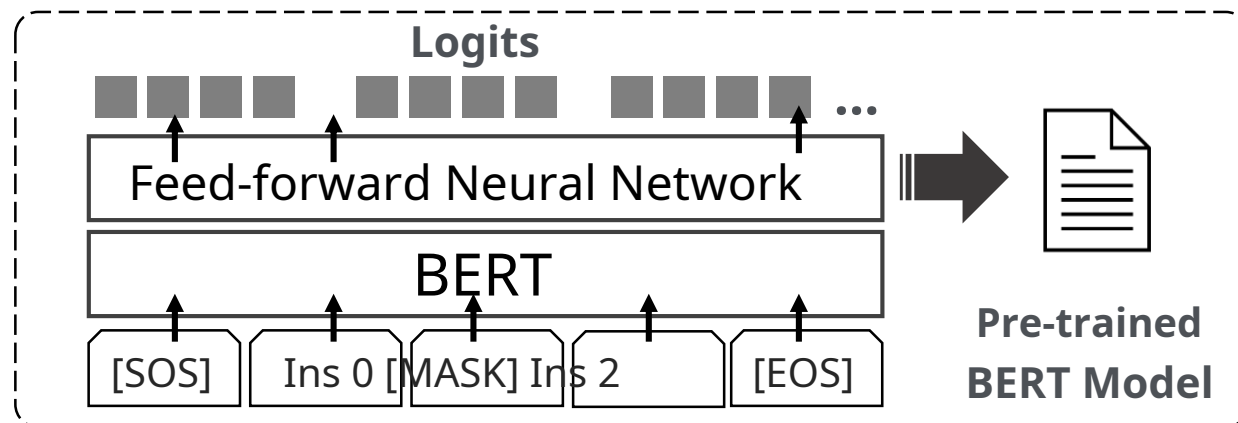 Logits
...
Feed-forward Neural Network
BERT
[SOS] Ins 0 [MASK] Ins 2 [EOS]
Pre-trained
BERT Model